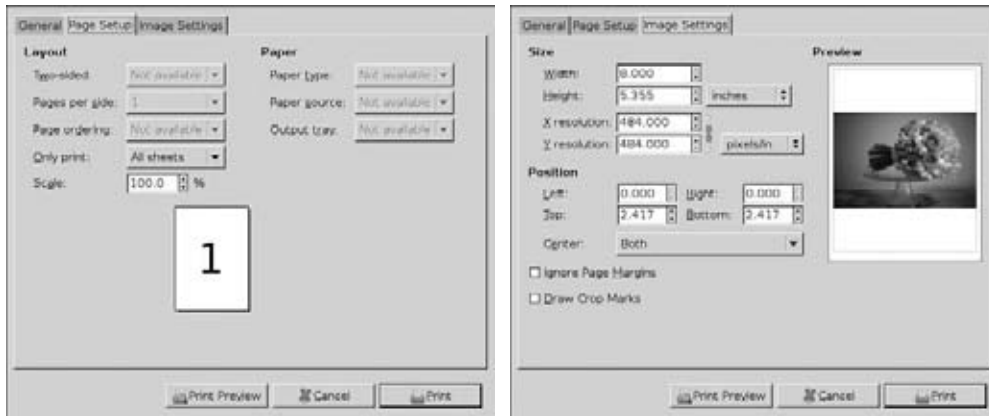 General Page Setup Image Settings
Layout
Two-sided: Not available
Pages per side: 1
Page ordering: Not available
Only print: All sheets
Scale: 100.0 %
1
Paper
Paper type: Not available
Paper source: Not available
Output tray: Not available
Print Preview Cancel Print
General Page Setup Image Settings
Size
Width: 8.000
Height: 5.355 inches
X resolution: 484.000
Y resolution: 484.000 pixels/in
Position
Left: 0.000 Right: 0.000
Top: 2.417 Bottom: 2.417
Center: Both
Ignore Page Margins
Draw Crop Marks
Preview
Print Preview Cancel Print